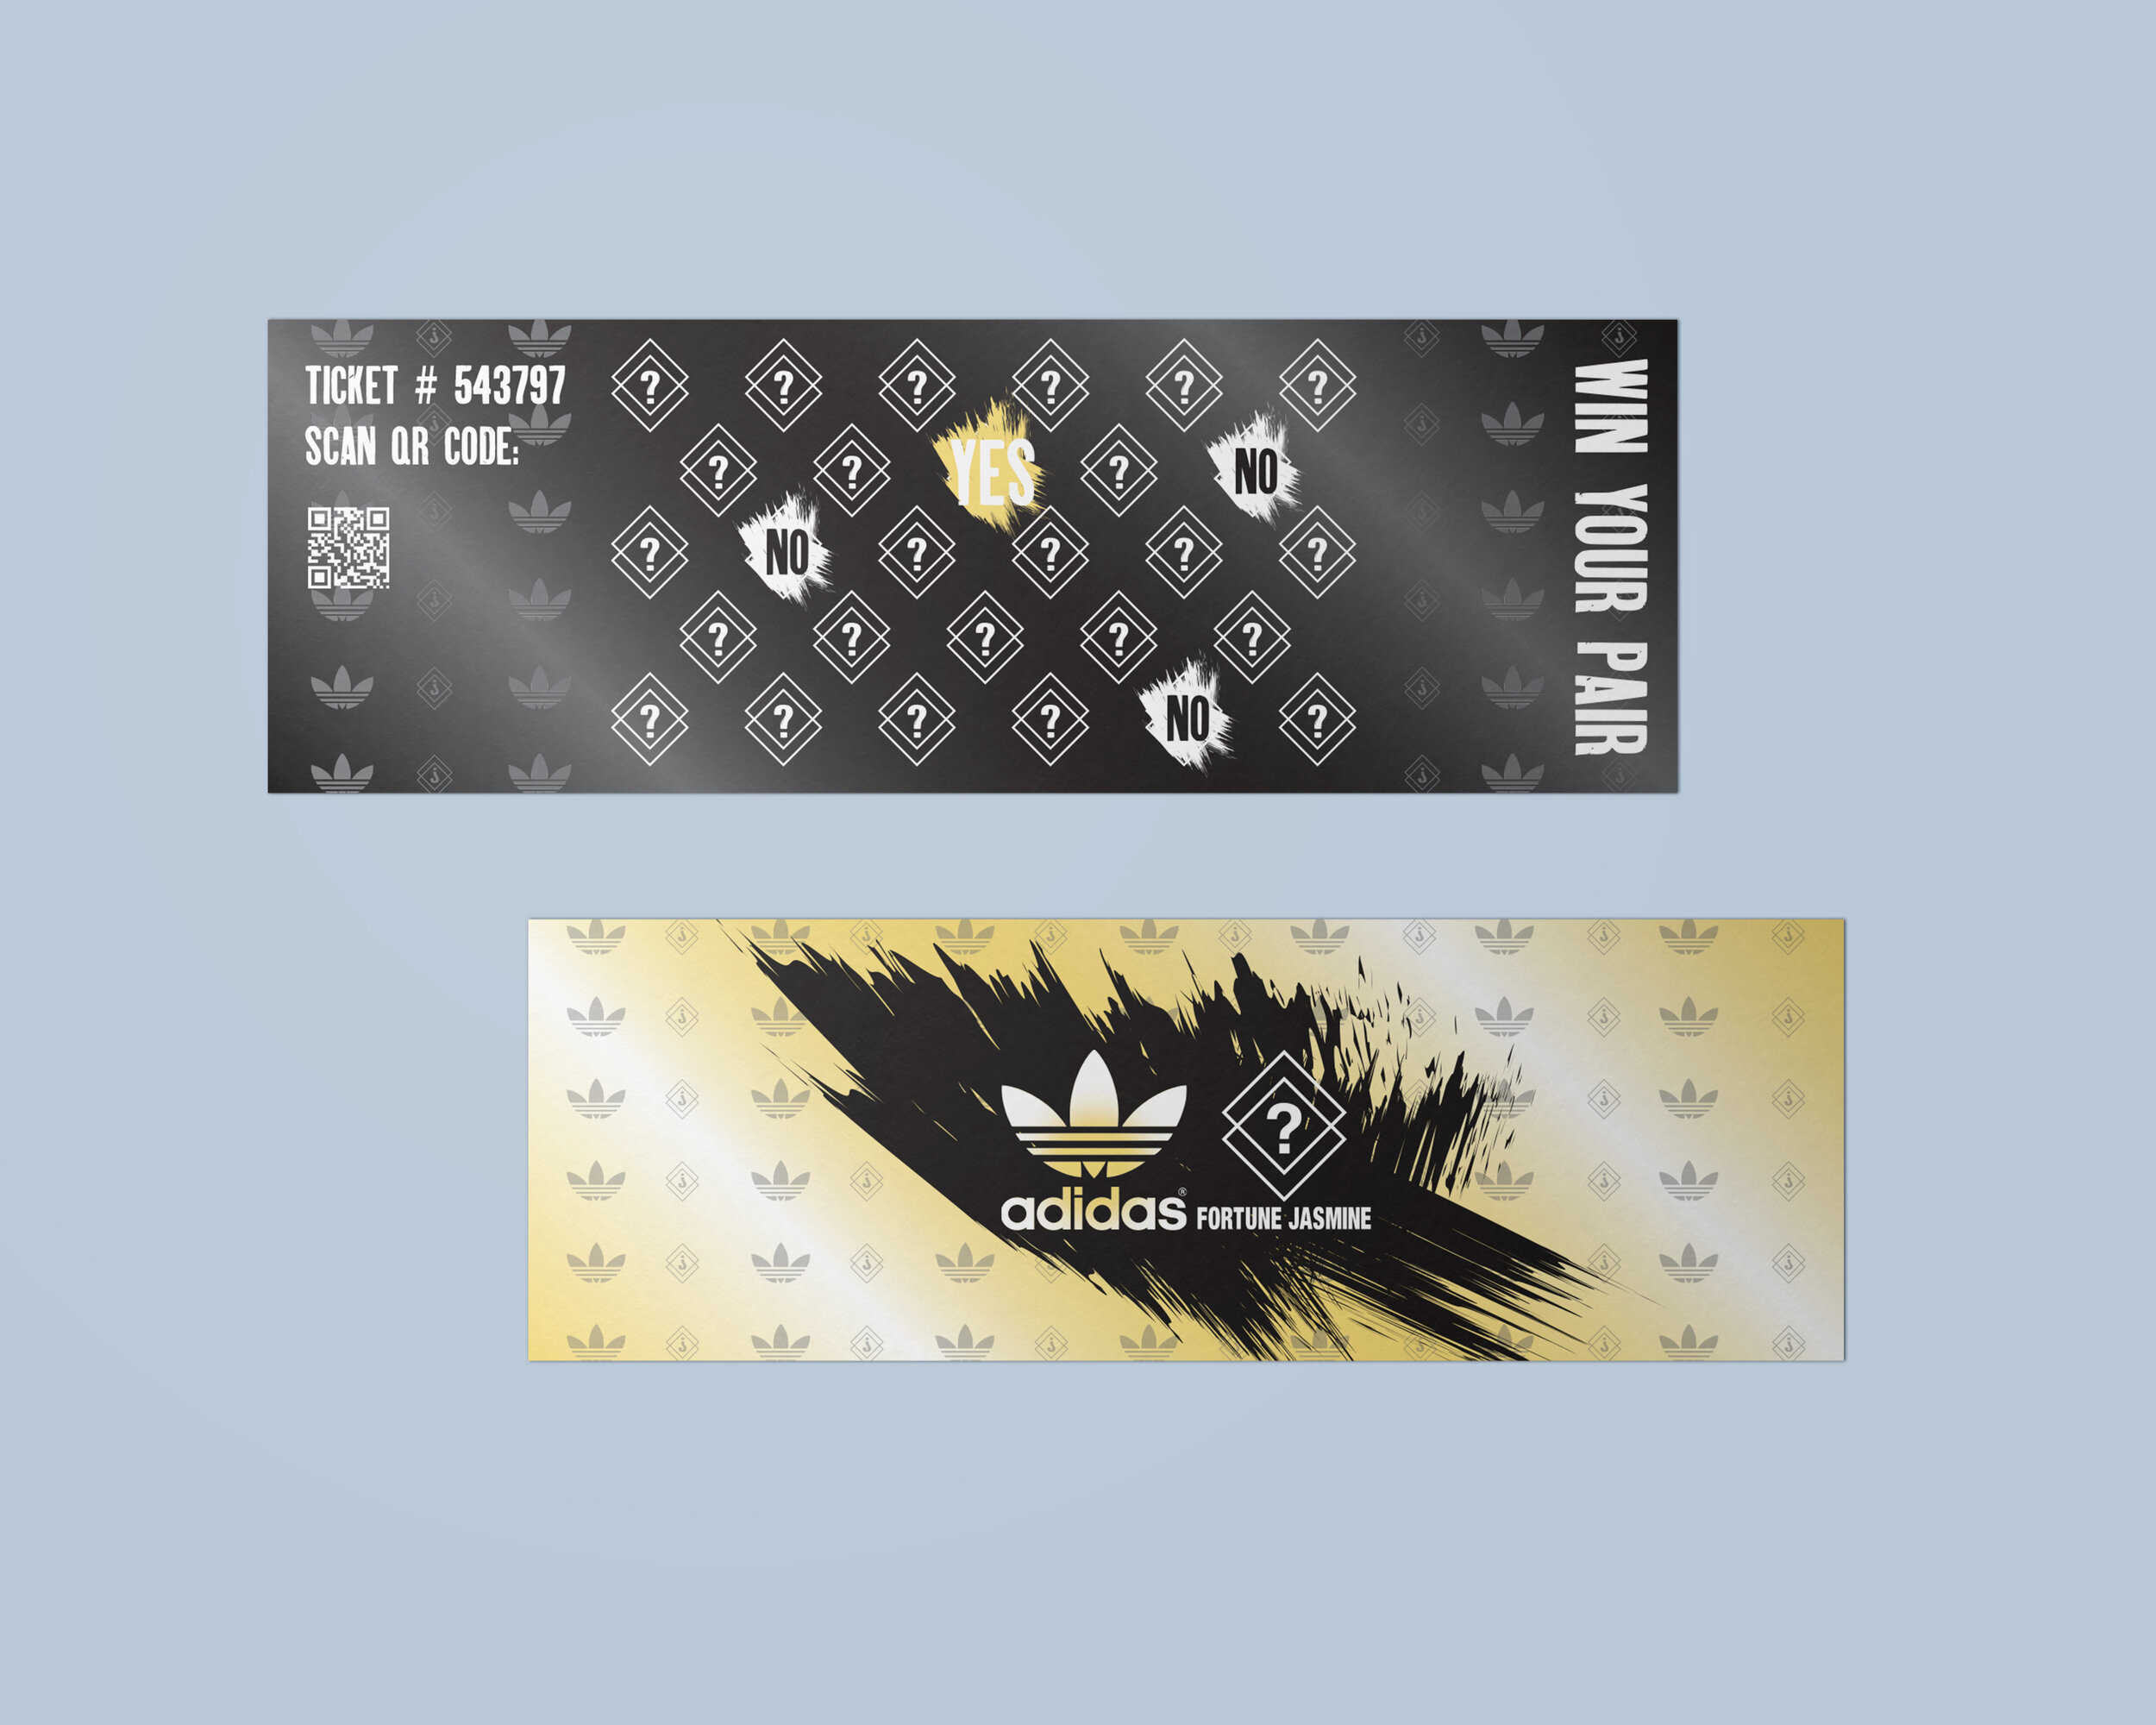 TICKET # 543797
SCAN QR CODE:
? ? ? ? ? ?
? ? YES ? NO
? NO ? ? ? ?
? ? ? ? ?
? ? ? ? NO ?
WIN YOUR PAIR
?
adidas® FORTUNE JASMINE